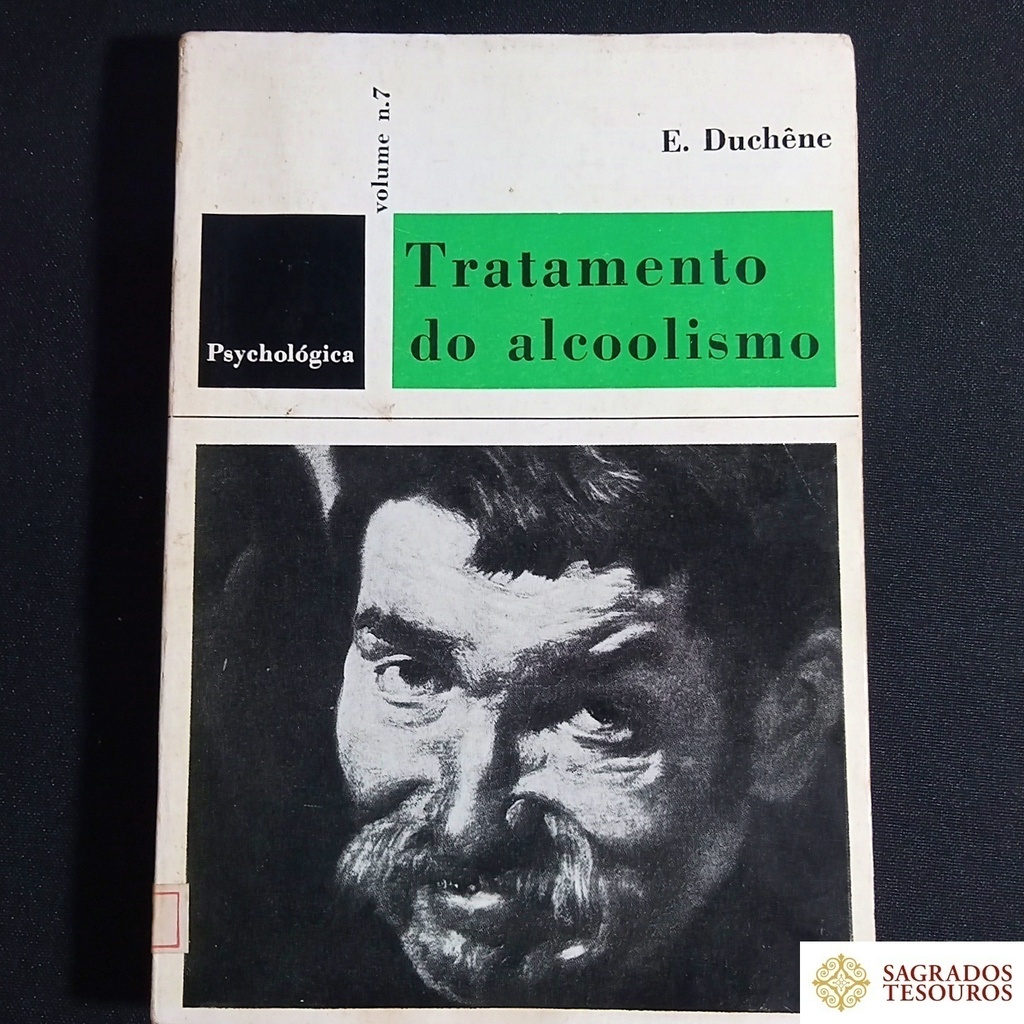 volume n.7
E. Duchêne
Psychológica
Tratamento
do alcoolismo
SAGRADOS
TESOUROS